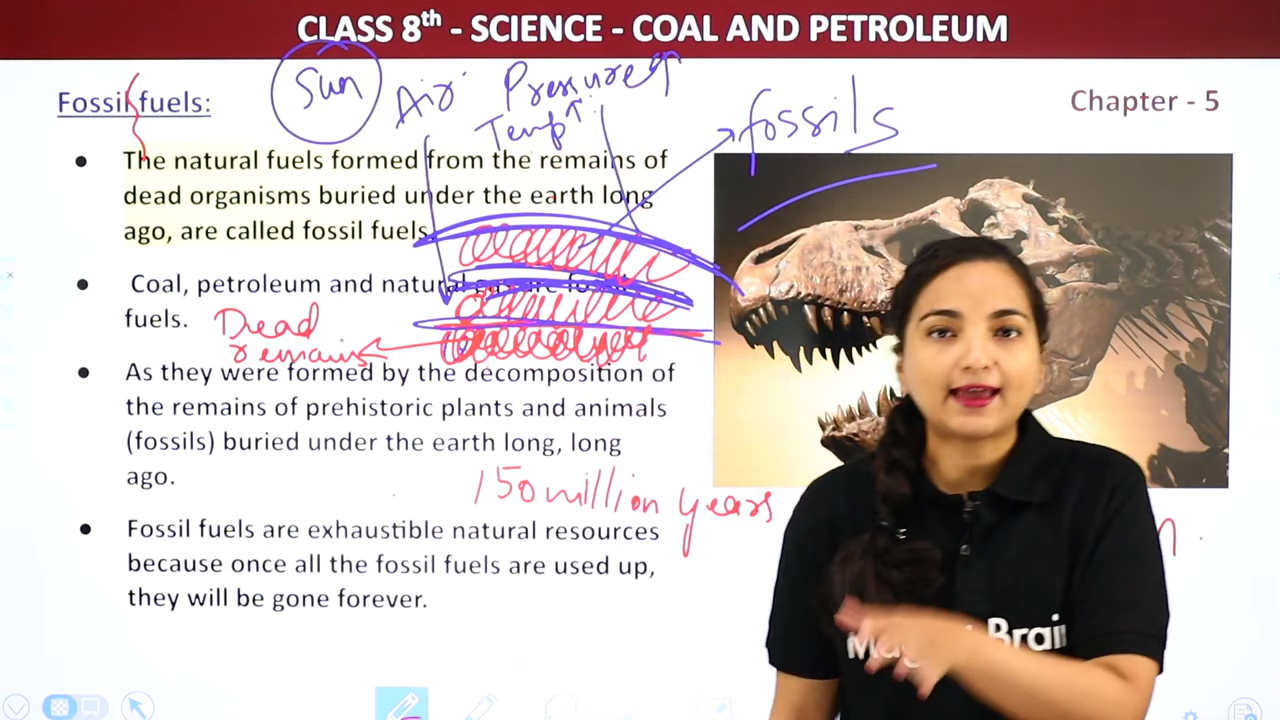 CLASS 8th - SCIENCE - COAL AND PETROLEUM
Fossil fuels:
Sun
Air
Pressure↑
Temp↑
fossils
Chapter - 5
● The natural fuels formed from the remains of
dead organisms buried under the earth long
ago, are called fossil fuels.
● Coal, petroleum and natural gas are fossil
fuels.
Dead
remains
● As they were formed by the decomposition of
the remains of prehistoric plants and animals
(fossils) buried under the earth long, long
ago.
150 million years
● Fossil fuels are exhaustible natural resources
because once all the fossil fuels are used up,
they will be gone forever.